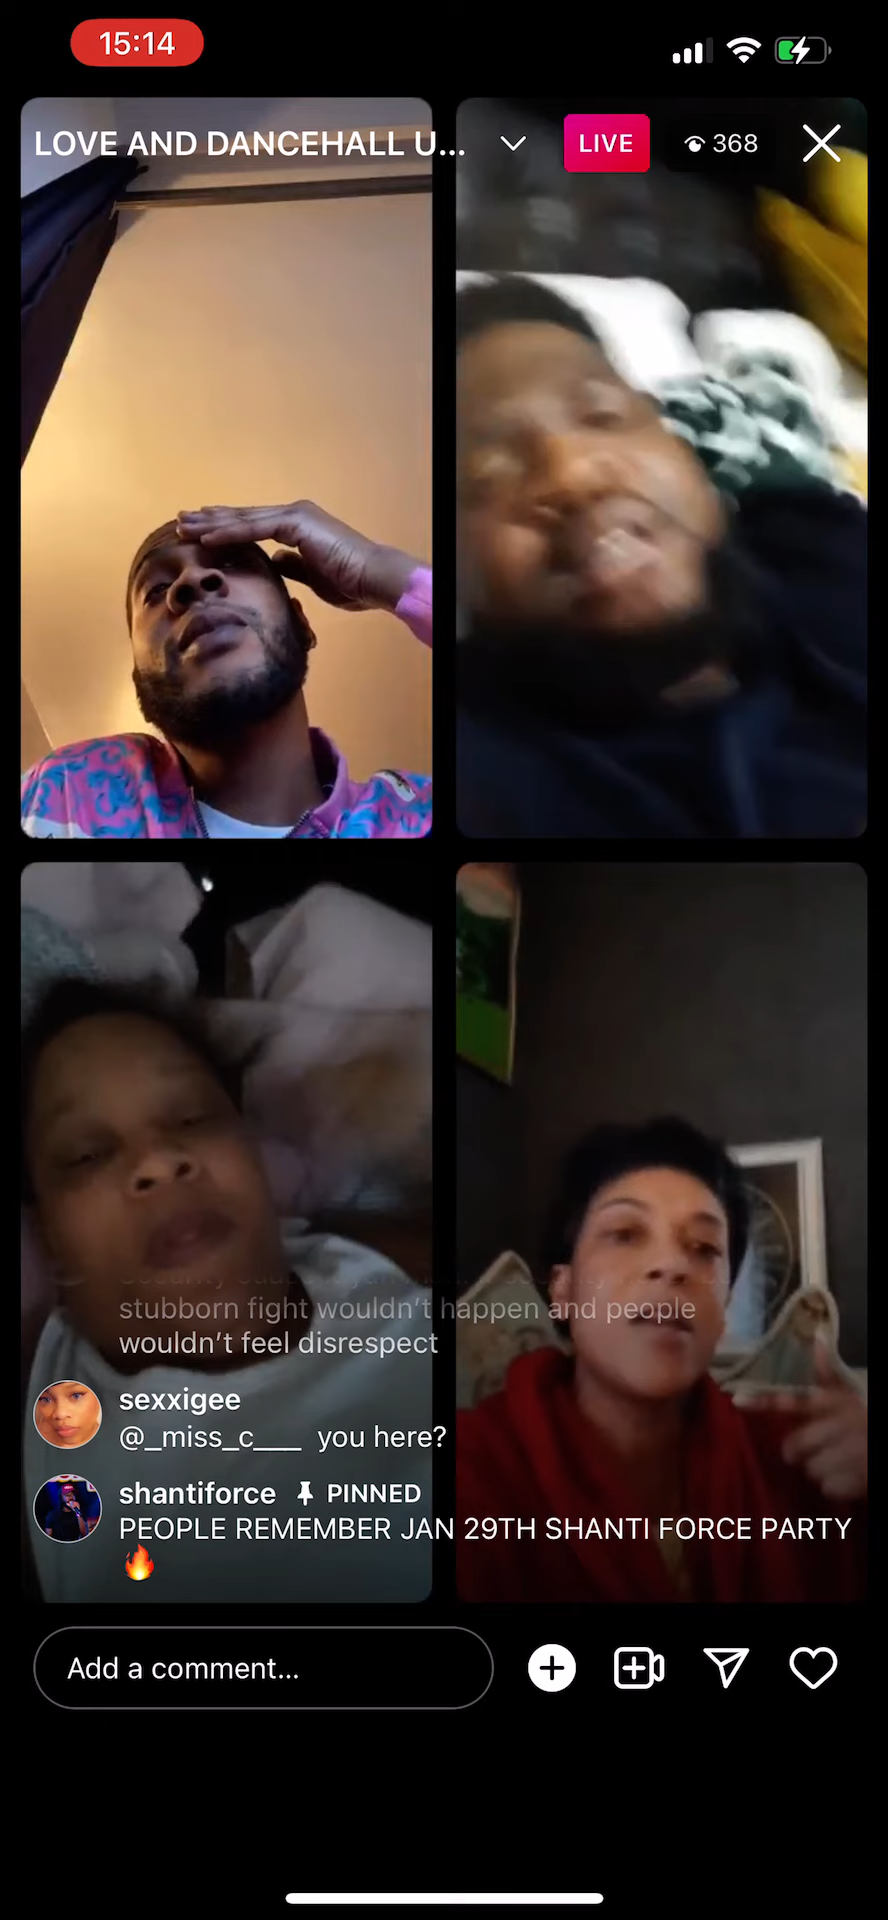 15:14
LOVE AND DANCEHALL U...
LIVE
368
stubborn fight wouldn't happen and people
wouldn't feel disrespect
sexxigee
@_miss_c___ you here?
shantiforce PINNED
PEOPLE REMEMBER JAN 29TH SHANTI FORCE PARTY
🔥
Add a comment...